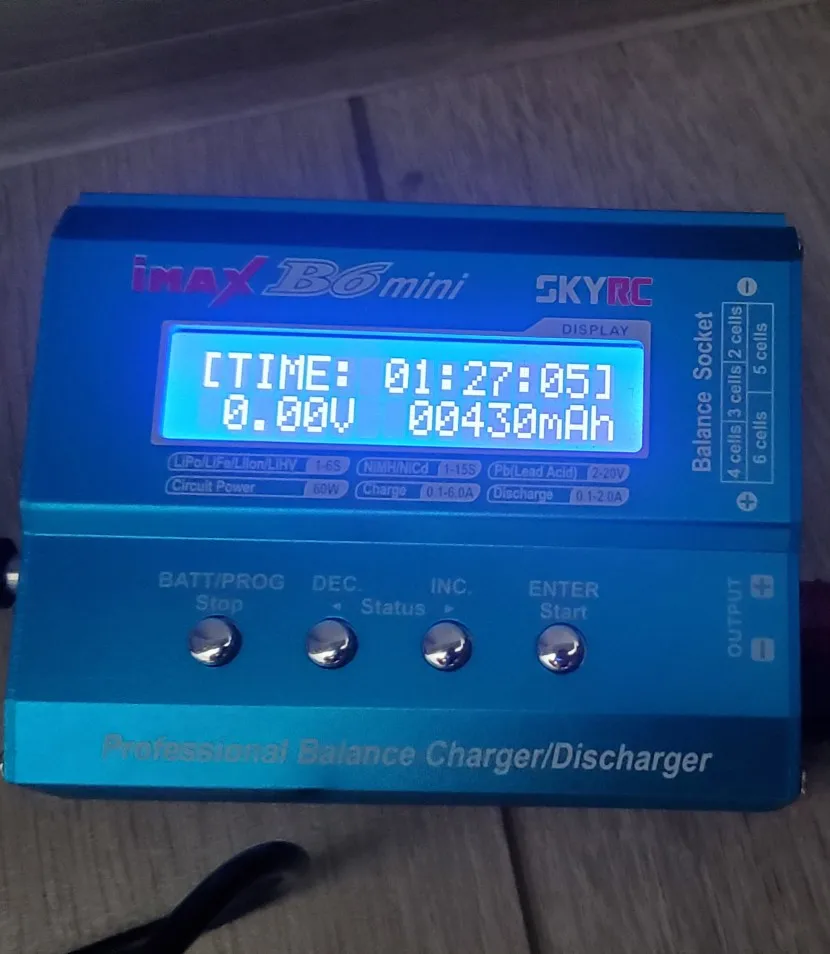 iMAX B6 mini SKYRC
DISPLAY
[TIME: 01:27:05]
0.00V 00430mAh
LiPo/LiFe/LiIon/LiHV 1-6S NiMH/NiCd 1-15S Pb(Lead Acid) 2-20V
Circuit Power 60W Charge 0.1-6.0A Discharge 0.1-2.0A
Balance Socket
2 cells
3 cells
4 cells
5 cells
6 cells
BATT/PROG DEC. INC. ENTER
Stop ◄ Status ► Start
OUTPUT
Professional Balance Charger/Discharger